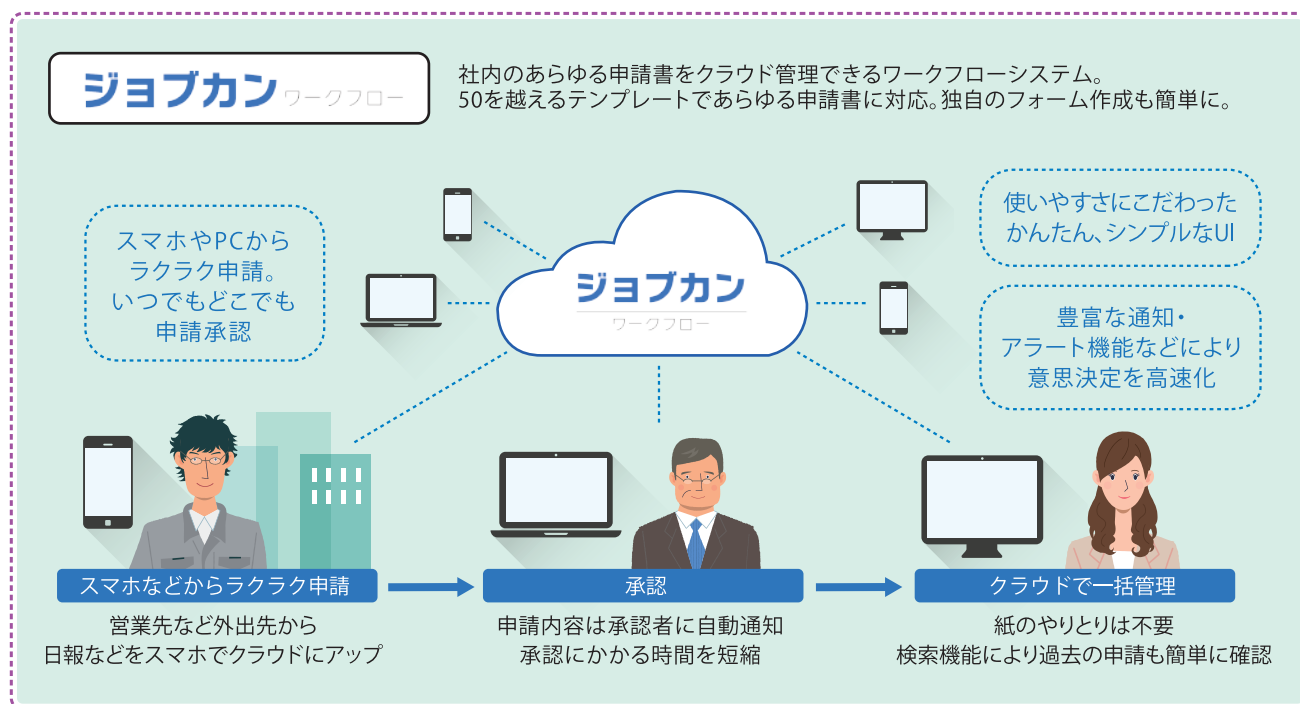 ジョブカン ワークフロー
社内のあらゆる申請書をクラウド管理できるワークフローシステム。
50を越えるテンプレートであらゆる申請書に対応。独自のフォーム作成も簡単に。
スマホやPCから
ラクラク申請。
いつでもどこでも
申請承認
ジョブカン
ワークフロー
使いやすさにこだわった
かんたん、シンプルなUI
豊富な通知・
アラート機能などにより
意思決定を高速化
スマホなどからラクラク申請
営業先など外出先から
日報などをスマホでクラウドにアップ
承認
申請内容は承認者に自動通知
承認にかかる時間を短縮
クラウドで一括管理
紙のやりとりは不要
検索機能により過去の申請も簡単に確認